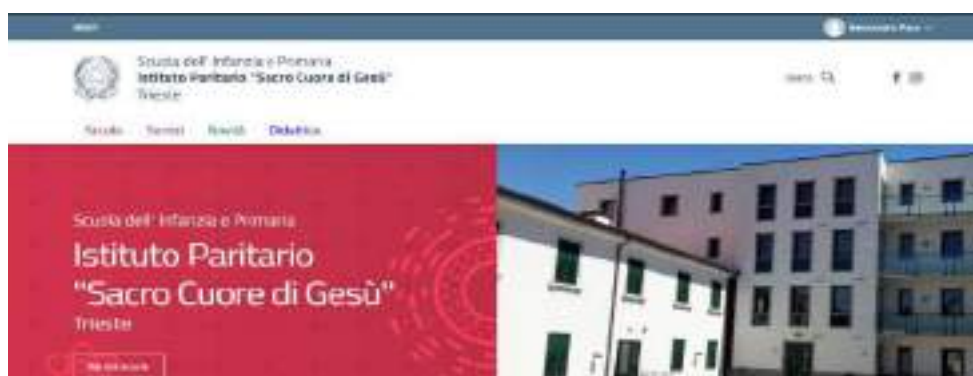 Scuola dell' Infanzia e Primaria
Istituto Paritario "Sacro Cuore di Gesù"
Trieste
Scuola Servizi Novità Didattica
Scuola dell' Infanzia e Primaria
Istituto Paritario
"Sacro Cuore di Gesù"
Trieste